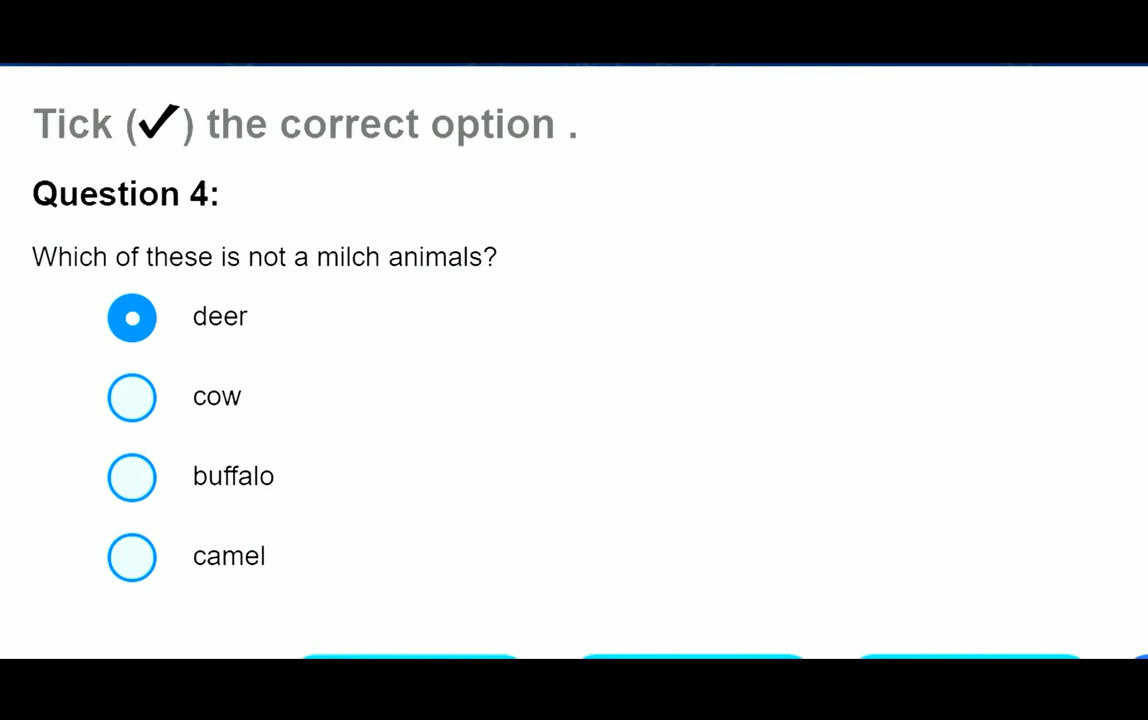 Tick (✓) the correct option .
Question 4:
Which of these is not a milch animals?
deer
cow
buffalo
camel